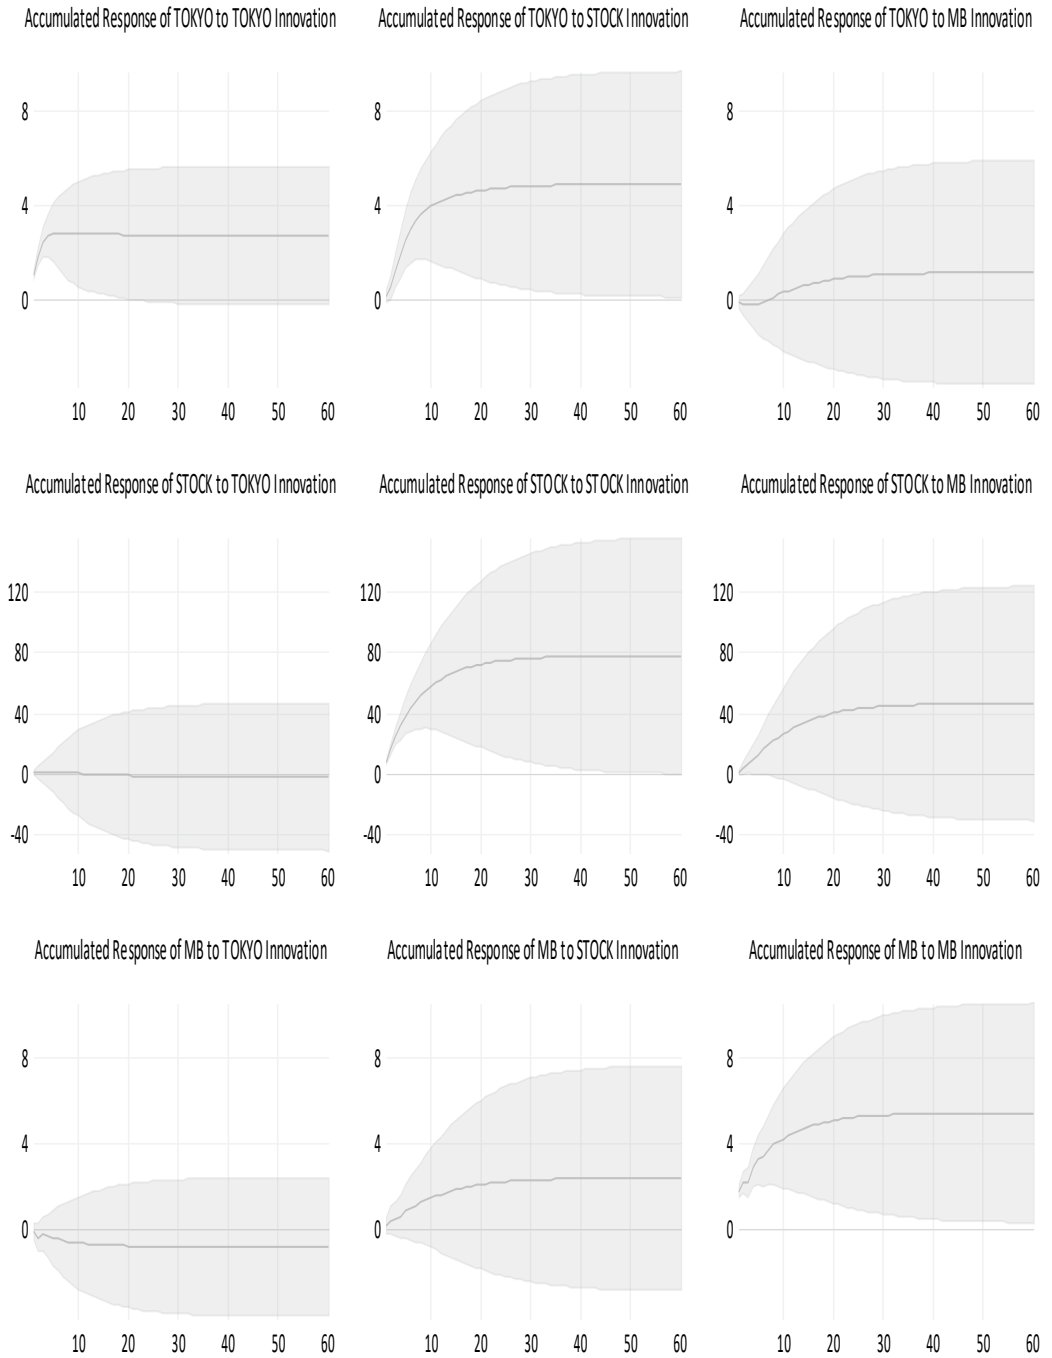 Accumulated Response of TOKYO to TOKYO Innovation
8
4
0
10 20 30 40 50 60
Accumulated Response of TOKYO to STOCK Innovation
8
4
0
10 20 30 40 50 60
Accumulated Response of TOKYO to MB Innovation
8
4
0
10 20 30 40 50 60
Accumulated Response of STOCK to TOKYO Innovation
120
80
40
0
-40
10 20 30 40 50 60
Accumulated Response of STOCK to STOCK Innovation
120
80
40
0
-40
10 20 30 40 50 60
Accumulated Response of STOCK to MB Innovation
120
80
40
0
-40
10 20 30 40 50 60
Accumulated Response of MB to TOKYO Innovation
8
4
0
10 20 30 40 50 60
Accumulated Response of MB to STOCK Innovation
8
4
0
10 20 30 40 50 60
Accumulated Response of MB to MB Innovation
8
4
0
10 20 30 40 50 60